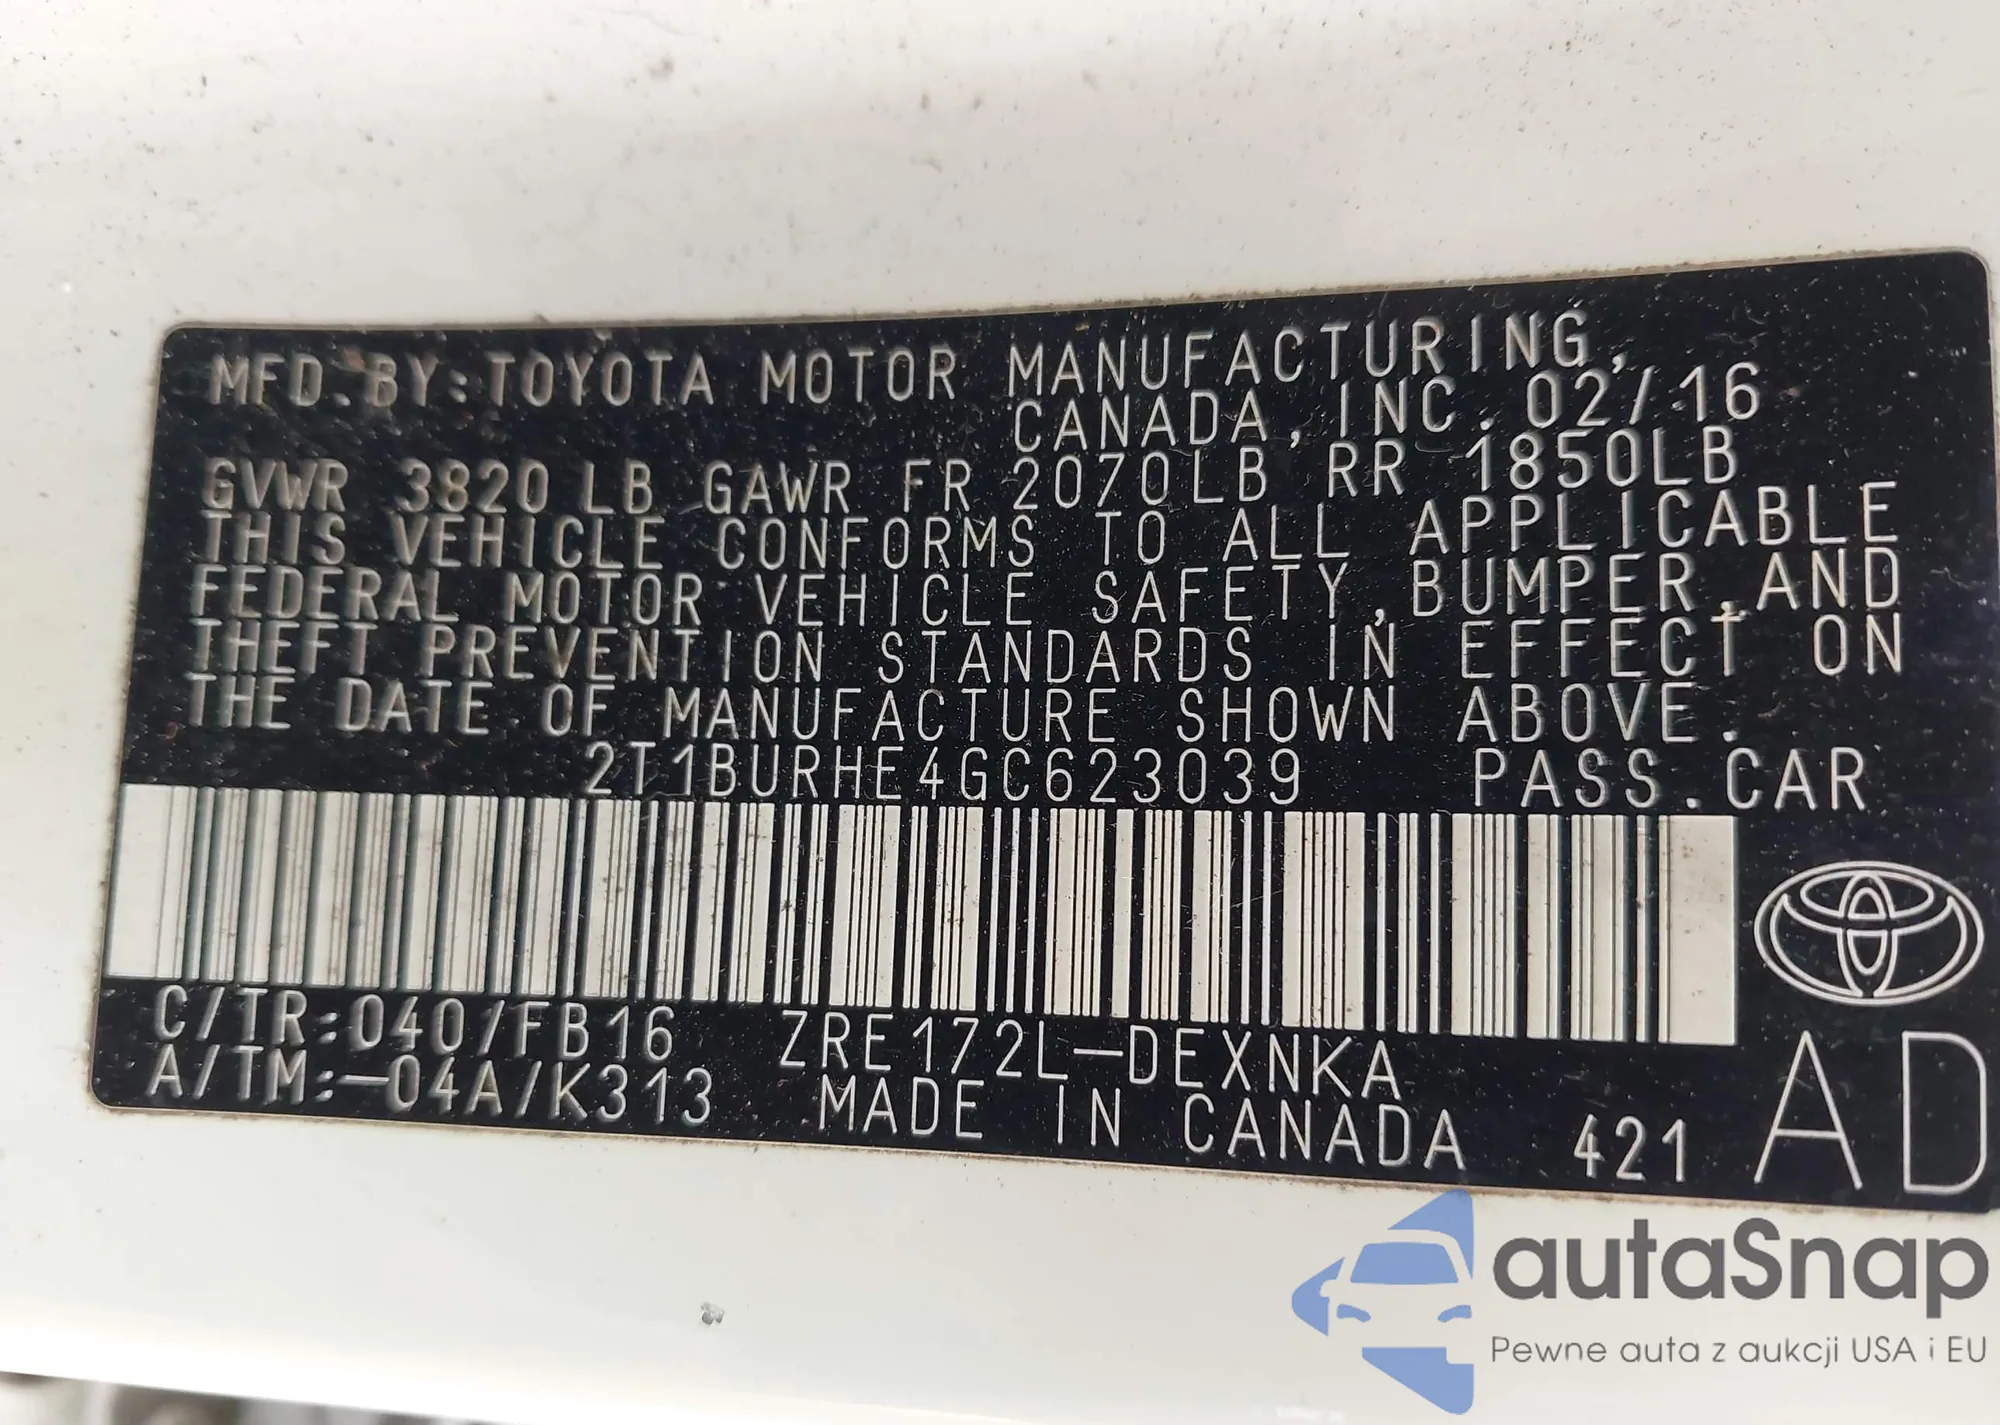 MFD.BY:TOYOTA MOTOR MANUFACTURING,
CANADA, INC. 02/16
GVWR 3820 LB GAWR FR 2070LB RR 1850LB
THIS VEHICLE CONFORMS TO ALL APPLICABLE
FEDERAL MOTOR VEHICLE SAFETY,BUMPER,AND
THEFT PREVENTION STANDARDS IN EFFECT ON
THE DATE OF MANUFACTURE SHOWN ABOVE.
2T1BURHE4GC623039 PASS.CAR
C/TR:040/FB16 ZRE172L-DEXNKA
A/TM:-04A/K313 MADE IN CANADA 421 AD
autaSnap
Pewne auta z aukcji USA i EU